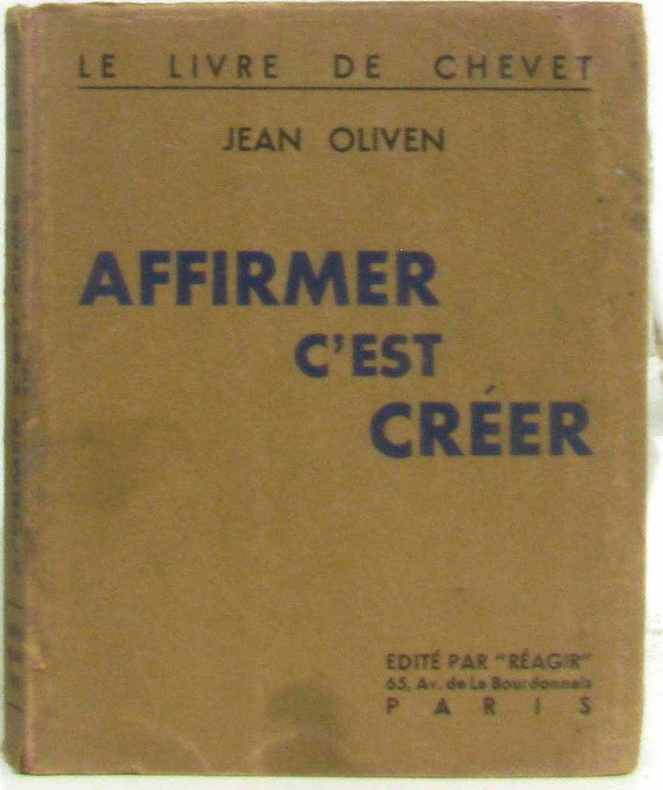 LE LIVRE DE CHEVET
JEAN OLIVEN
AFFIRMER
C'EST
CRÉER
EDITÉ PAR "RÉAGIR"
65, Av. de La Bourdonnais
PARIS